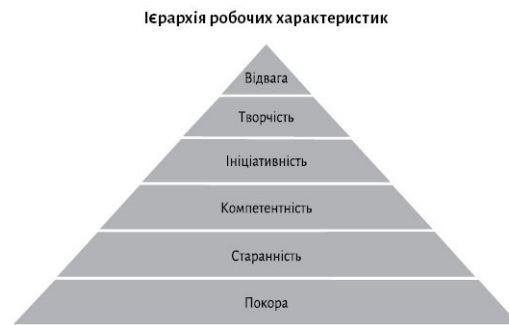 Ієрархія робочих характеристик
Відвага
Творчість
Ініціативність
Компетентність
Старанність
Покора